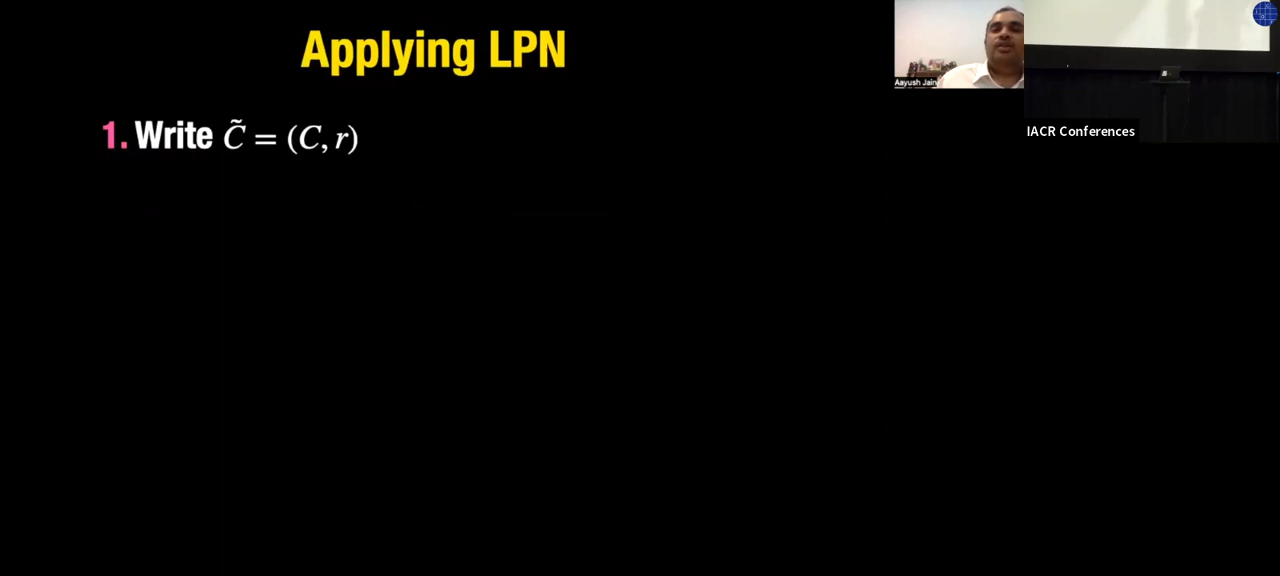 Applying LPN
1. Write C̃ = (C, r)
Aayush Jain
IACR Conferences